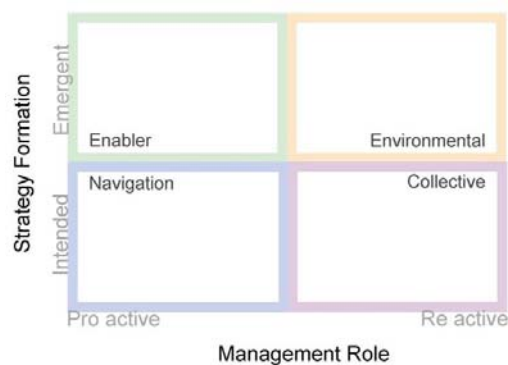 Strategy Formation
Emergent
Intended
Enabler
Environmental
Navigation
Collective
Pro active
Re active
Management Role